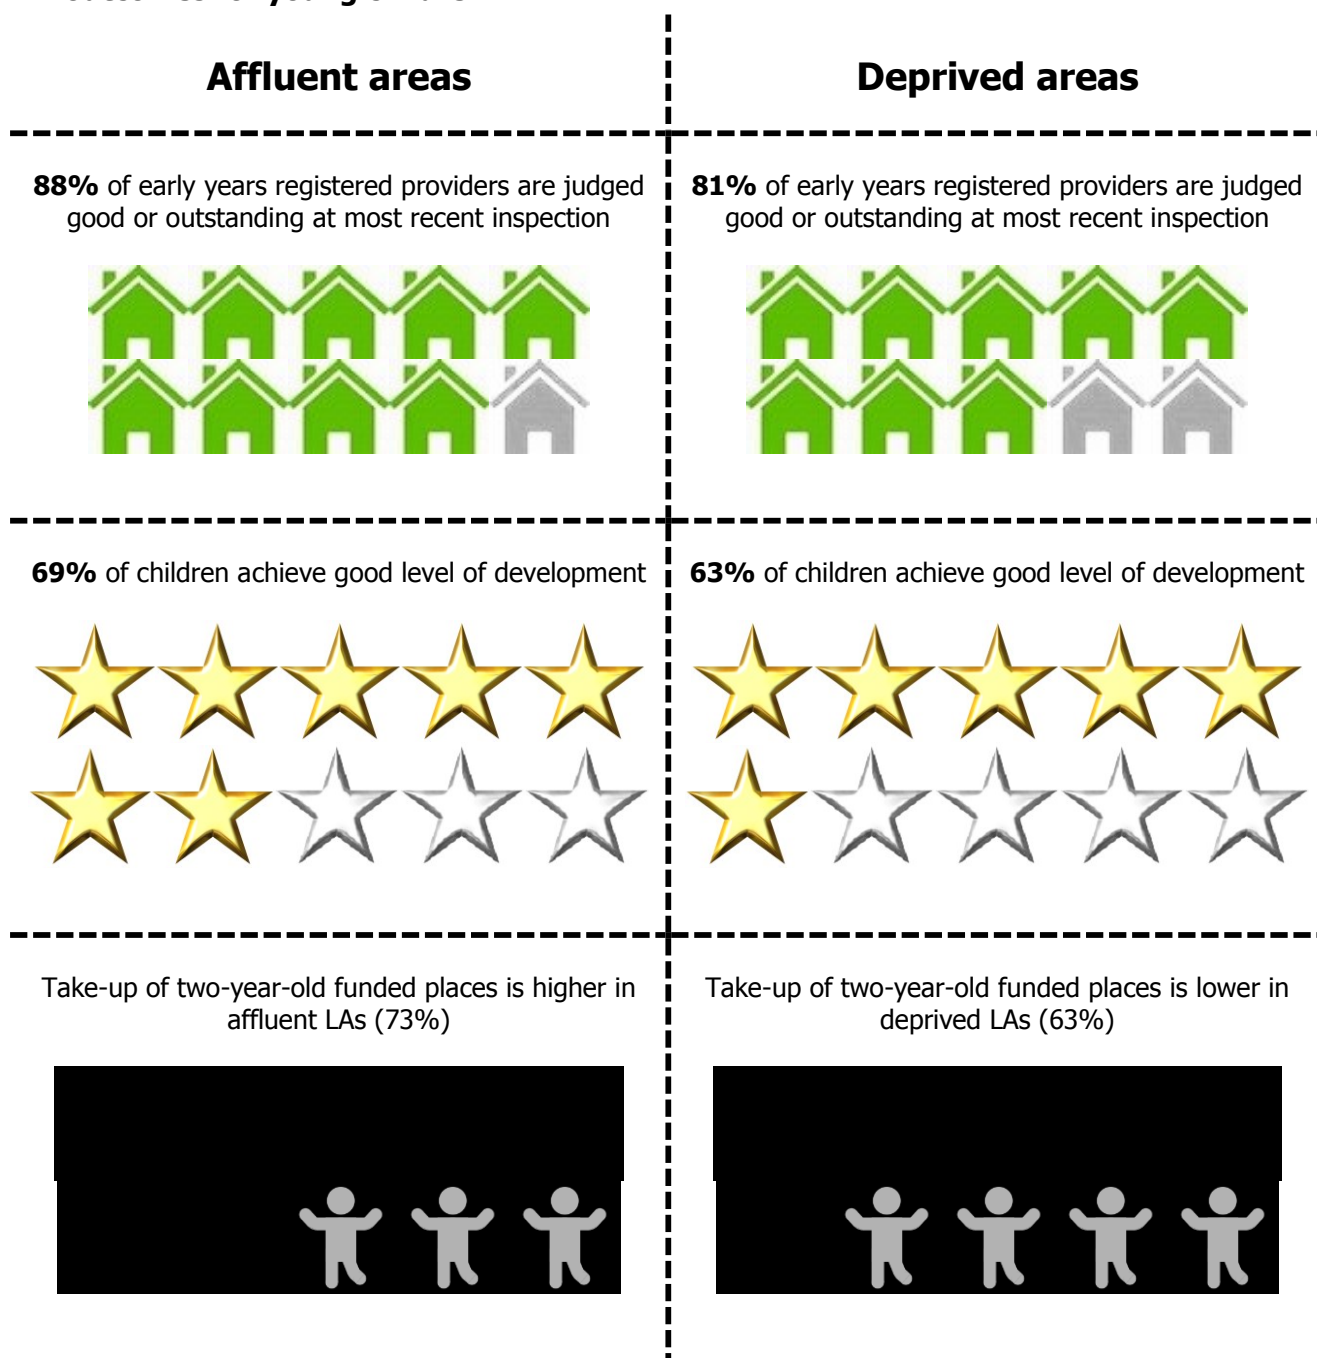 Affluent areas
Deprived areas
88% of early years registered providers are judged
good or outstanding at most recent inspection
81% of early years registered providers are judged
good or outstanding at most recent inspection
69% of children achieve good level of development
63% of children achieve good level of development
Take-up of two-year-old funded places is higher in
affluent LAs (73%)
Take-up of two-year-old funded places is lower in
deprived LAs (63%)